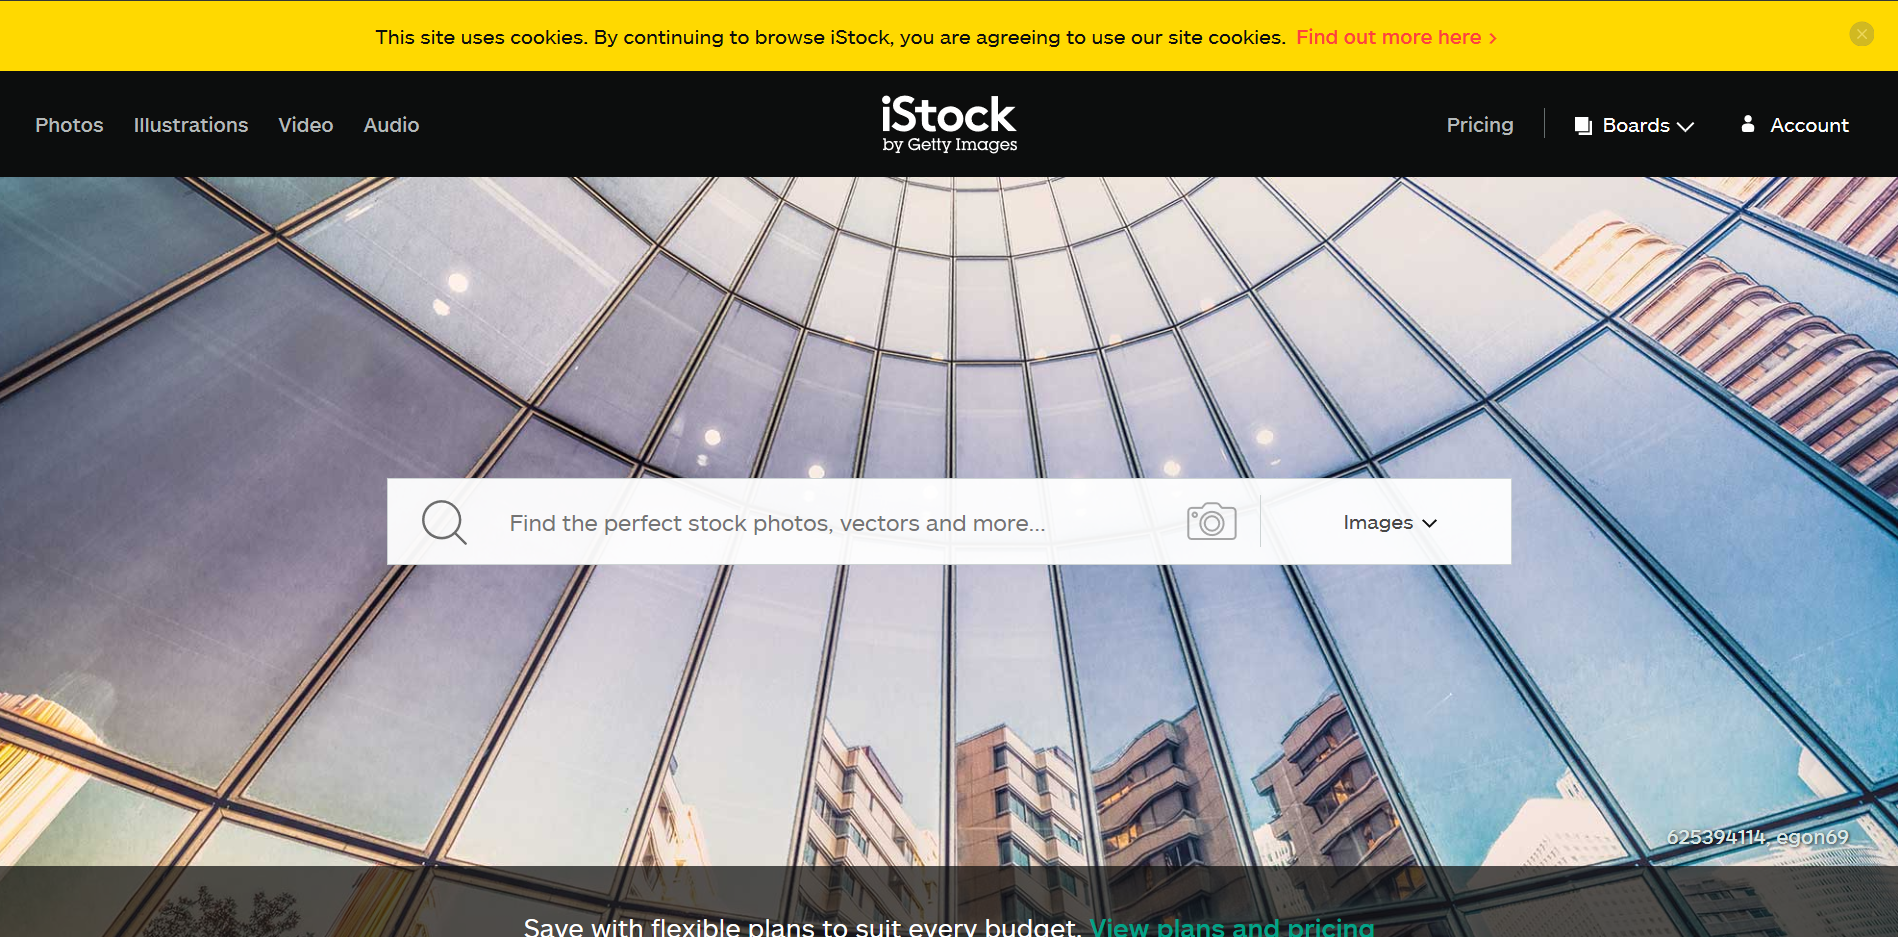 This site uses cookies. By continuing to browse iStock, you are agreeing to use our site cookies. Find out more here >
Photos Illustrations Video Audio
iStock
by Getty Images
Pricing Boards Account
Find the perfect stock photos, vectors and more...
Images
625394114, egon69
Save with flexible plans to suit every budget. View plans and pricing